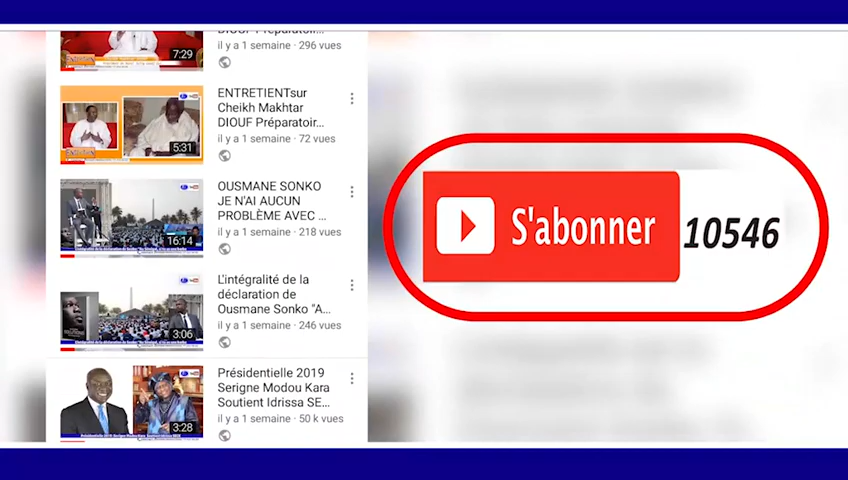 DIOUF Préparatoir...
il y a 1 semaine · 296 vues
7:29
ENTRETIENTsur
Cheikh Makhtar
DIOUF Préparatoir...
il y a 1 semaine · 72 vues
5:31
OUSMANE SONKO
JE N'AI AUCUN
PROBLÈME AVEC ...
il y a 1 semaine · 218 vues
16:14
L'intégralité de la
déclaration de
Ousmane Sonko "A...
il y a 1 semaine · 246 vues
3:06
Présidentielle 2019
Serigne Modou Kara
Soutient Idrissa SE...
il y a 1 semaine · 50 k vues
3:28
S'abonner
10546